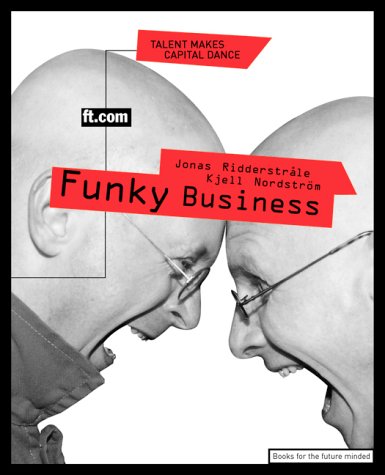 TALENT MAKES
CAPITAL DANCE
ft.com
Jonas Ridderstråle
Kjell Nordström
Funky Business
Books for the future minded